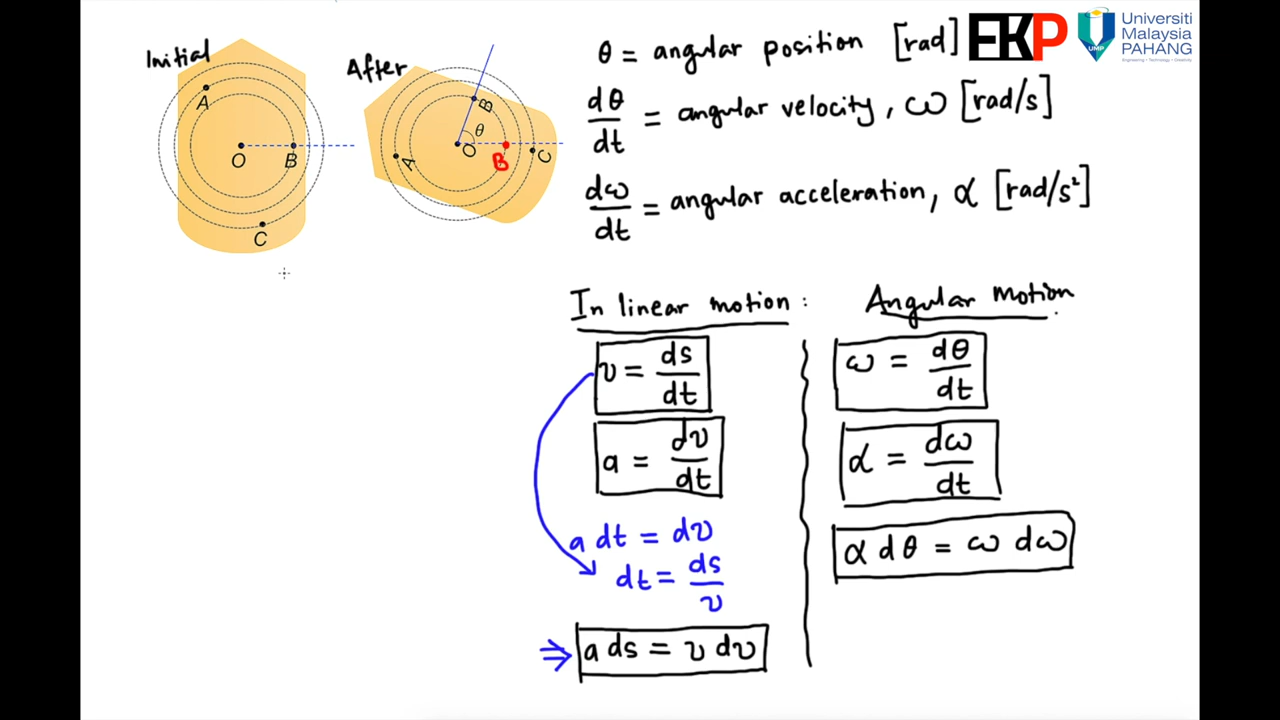 Initial
A
O
B
C
After
A
O
B
θ
B
C
θ = angular position [rad]
dθ/dt = angular velocity, ω [rad/s]
dω/dt = angular acceleration, α [rad/s²]
EKP
UMP
Universiti
Malaysia
PAHANG
Engineering • Technology • Creativity
In linear motion :
v = ds/dt
a = dv/dt
a dt = dv
dt = ds/v
⇒ a ds = v dv
Angular motion
ω = dθ/dt
α = dω/dt
α dθ = ω dω